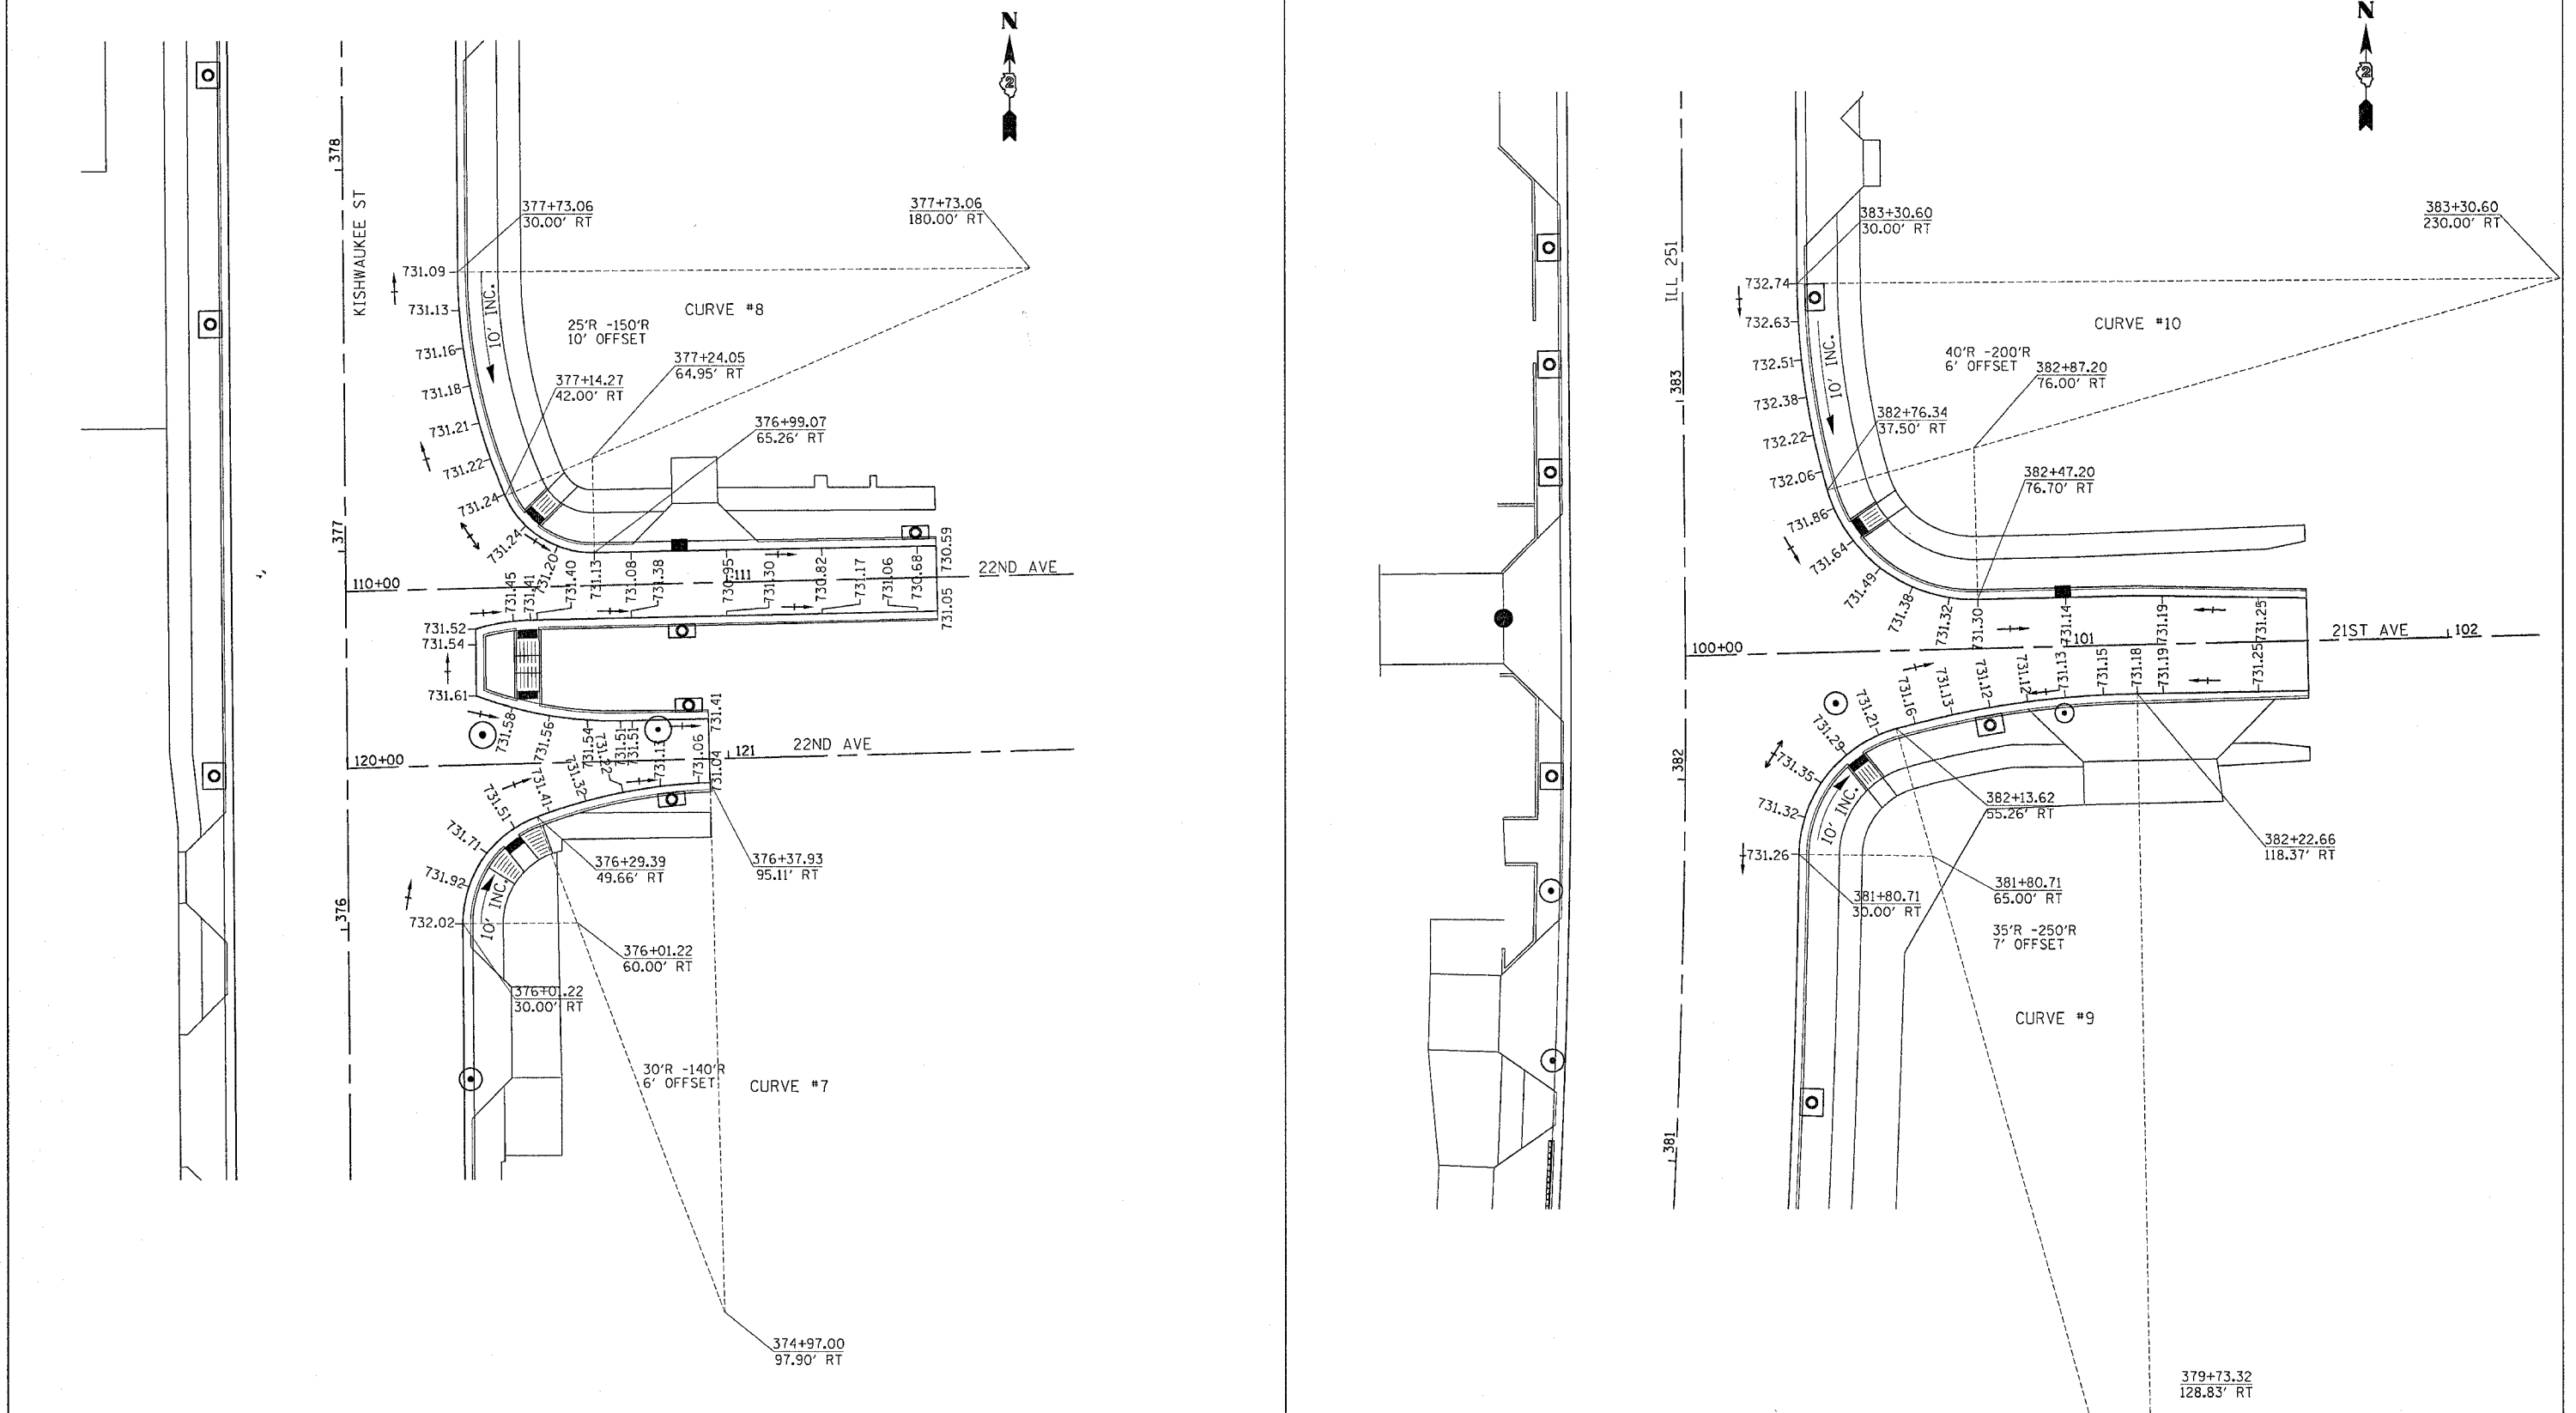 N
378
KISHWAUKEE ST
377+73.06
30.00' RT
377+73.06
180.00' RT
731.09
731.13
731.16
731.18
731.21
731.22
731.24
731.24
731.20
10' INC.
CURVE #8
25'R -150'R
10' OFFSET
377+24.05
64.95' RT
377+14.27
42.00' RT
376+99.07
65.26' RT
377
110+00
731.45
731.41
731.40
731.13
731.08
731.38
730.95
111
731.30
730.82
731.17
731.06
730.68
730.59
731.05
22ND AVE
731.52
731.54
731.61
731.58
731.56
731.54
731.22
731.51
731.51
731.06
731.41
731.04
120+00
121
22ND AVE
731.32
731.41
731.51
731.71
731.92
732.02
10' INC.
376+29.39
49.66' RT
376+37.93
95.11' RT
376
376+01.22
60.00' RT
376+01.22
30.00' RT
30'R -140'R
6' OFFSET
CURVE #7
374+97.00
97.90' RT
N
ILL 251
383+30.60
30.00' RT
383+30.60
230.00' RT
732.74
732.63
732.51
732.38
732.22
732.06
731.86
731.64
731.49
731.38
731.32
731.30
10' INC.
CURVE #10
40'R -200'R
6' OFFSET
382+87.20
76.00' RT
383
382+76.34
37.50' RT
382+47.20
76.70' RT
731.14
731.19
731.25
100+00
101
21ST AVE
102
731.16
731.13
731.12
731.12
731.13
731.15
731.18
731.19
731.25
731.21
731.29
731.35
731.32
731.26
382
10' INC.
382+13.62
55.26' RT
382+22.66
118.37' RT
381+80.71
65.00' RT
381+80.71
30.00' RT
35'R -250'R
7' OFFSET
CURVE #9
381
379+73.32
128.83' RT